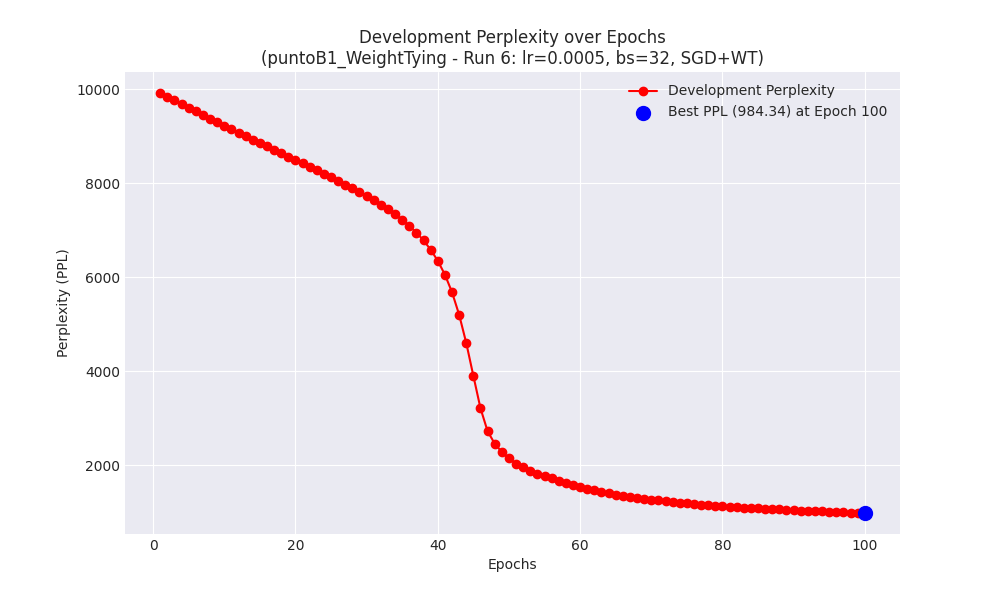 Development Perplexity over Epochs
(puntoB1_WeightTying - Run 6: lr=0.0005, bs=32, SGD+WT)
Development Perplexity
Best PPL (984.34) at Epoch 100
Perplexity (PPL)
10000
8000
6000
4000
2000
0 20 40 60 80 100
Epochs